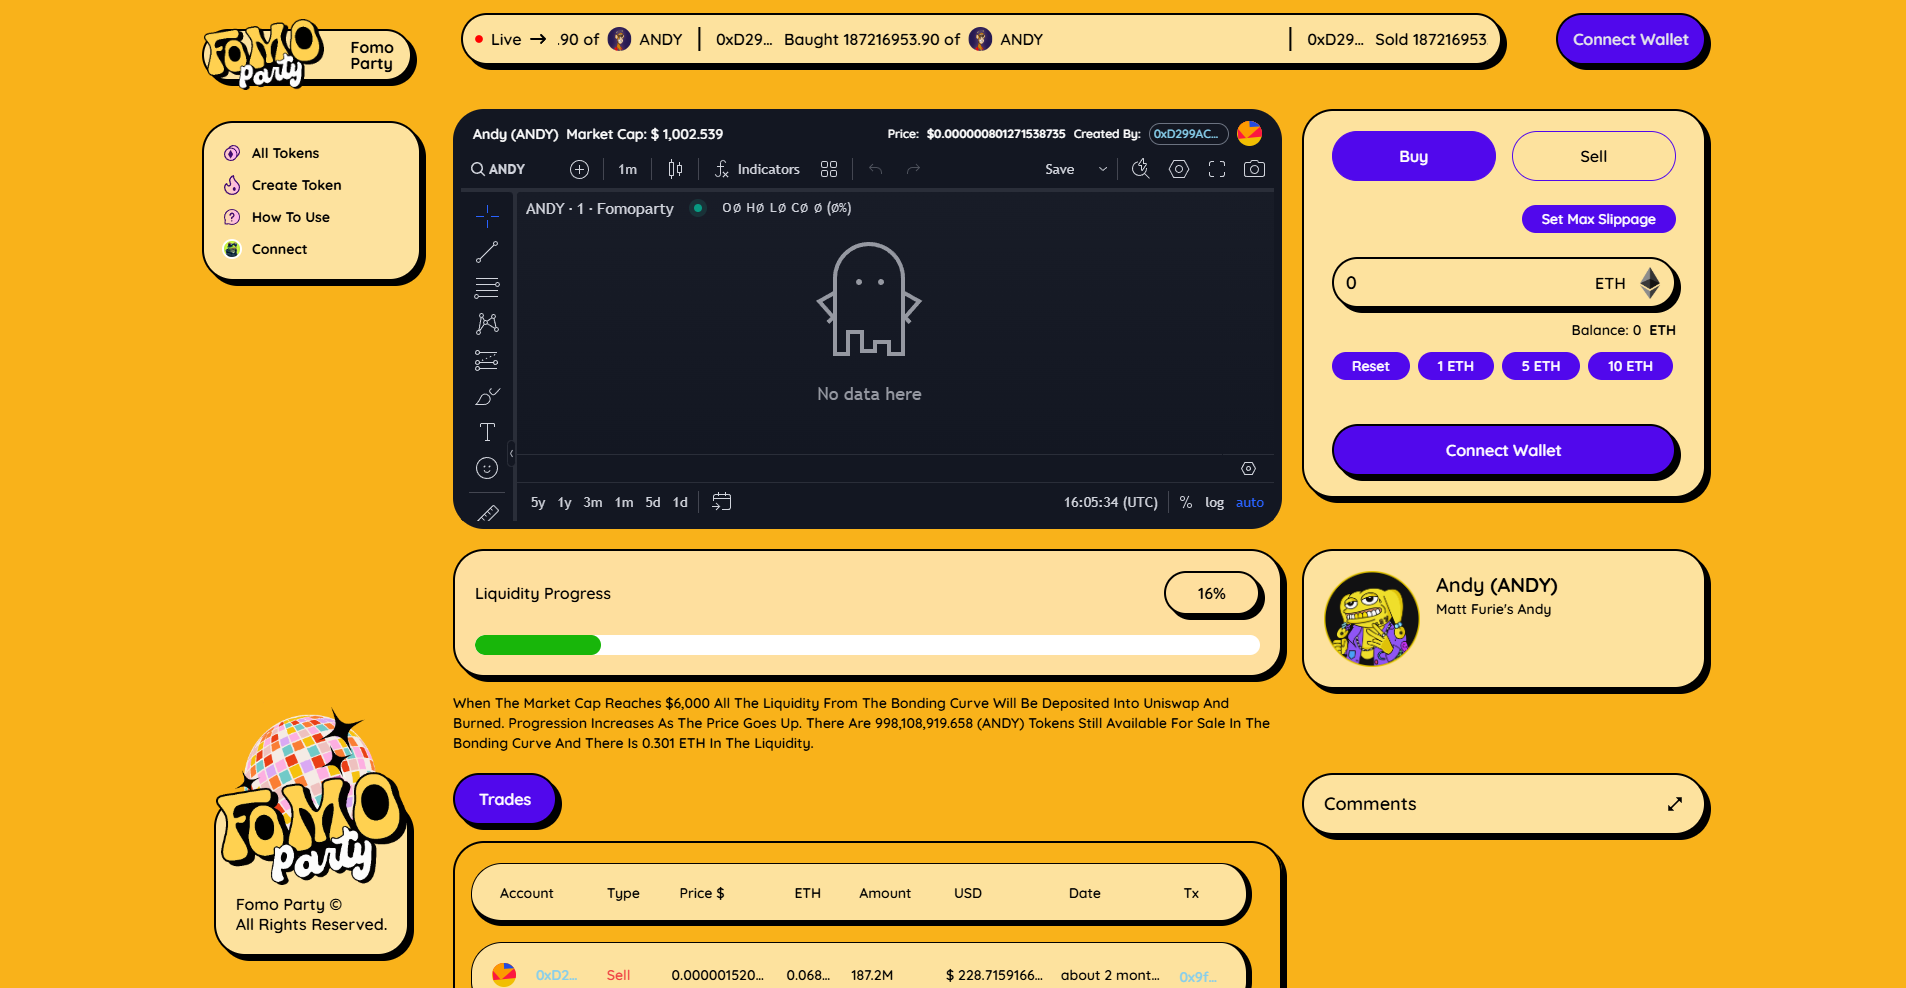 FOMO
Party
Fomo
Party
Live → .90 of ANDY | 0xD29... Baught 187216953.90 of ANDY | 0xD29... Sold 187216953
Connect Wallet
All Tokens
Create Token
How To Use
Connect
Andy (ANDY) Market Cap: $ 1,002.539
Price: $0.000000801271538735 Created By: 0xD299AC...
ANDY 1m Indicators Save
ANDY · 1 · Fomoparty O∅ H∅ L∅ C∅ ∅ (∅%)
No data here
5y 1y 3m 1m 5d 1d 16:05:34 (UTC) % log auto
Buy Sell
Set Max Slippage
0 ETH
Balance: 0 ETH
Reset 1 ETH 5 ETH 10 ETH
Connect Wallet
Liquidity Progress 16%
Andy (ANDY)
Matt Furie's Andy
When The Market Cap Reaches $6,000 All The Liquidity From The Bonding Curve Will Be Deposited Into Uniswap And
Burned. Progression Increases As The Price Goes Up. There Are 998,108,919.658 (ANDY) Tokens Still Available For Sale In The
Bonding Curve And There Is 0.301 ETH In The Liquidity.
Trades
Comments
Account Type Price $ ETH Amount USD Date Tx
0xD2... Sell 0.000001520... 0.068... 187.2M $ 228.7159166... about 2 mont... 0x9f...
FOMO
Party
Fomo Party ©
All Rights Reserved.